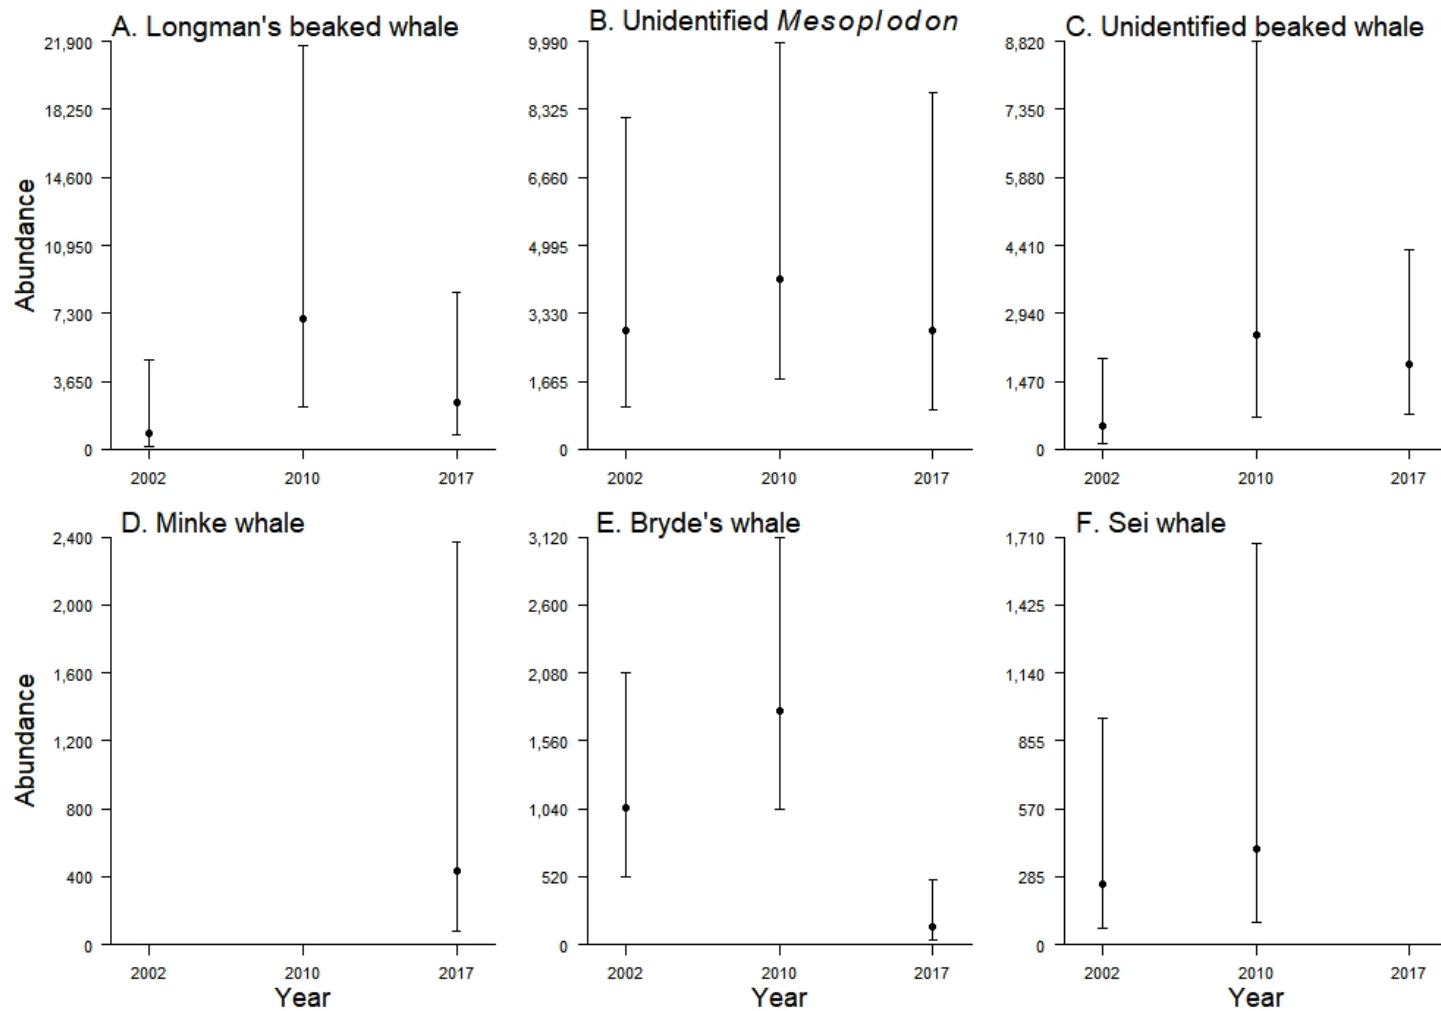 A. Longman's beaked whale
21,900
18,250
14,600
10,950
7,300
3,650
0
Abundance
2002 2010 2017
B. Unidentified Mesoplodon
9,990
8,325
6,660
4,995
3,330
1,665
0
2002 2010 2017
C. Unidentified beaked whale
8,820
7,350
5,880
4,410
2,940
1,470
0
2002 2010 2017
D. Minke whale
2,400
2,000
1,600
1,200
800
400
0
Abundance
2002 2010 2017
Year
E. Bryde's whale
3,120
2,600
2,080
1,560
1,040
520
0
2002 2010 2017
Year
F. Sei whale
1,710
1,425
1,140
855
570
285
0
2002 2010 2017
Year